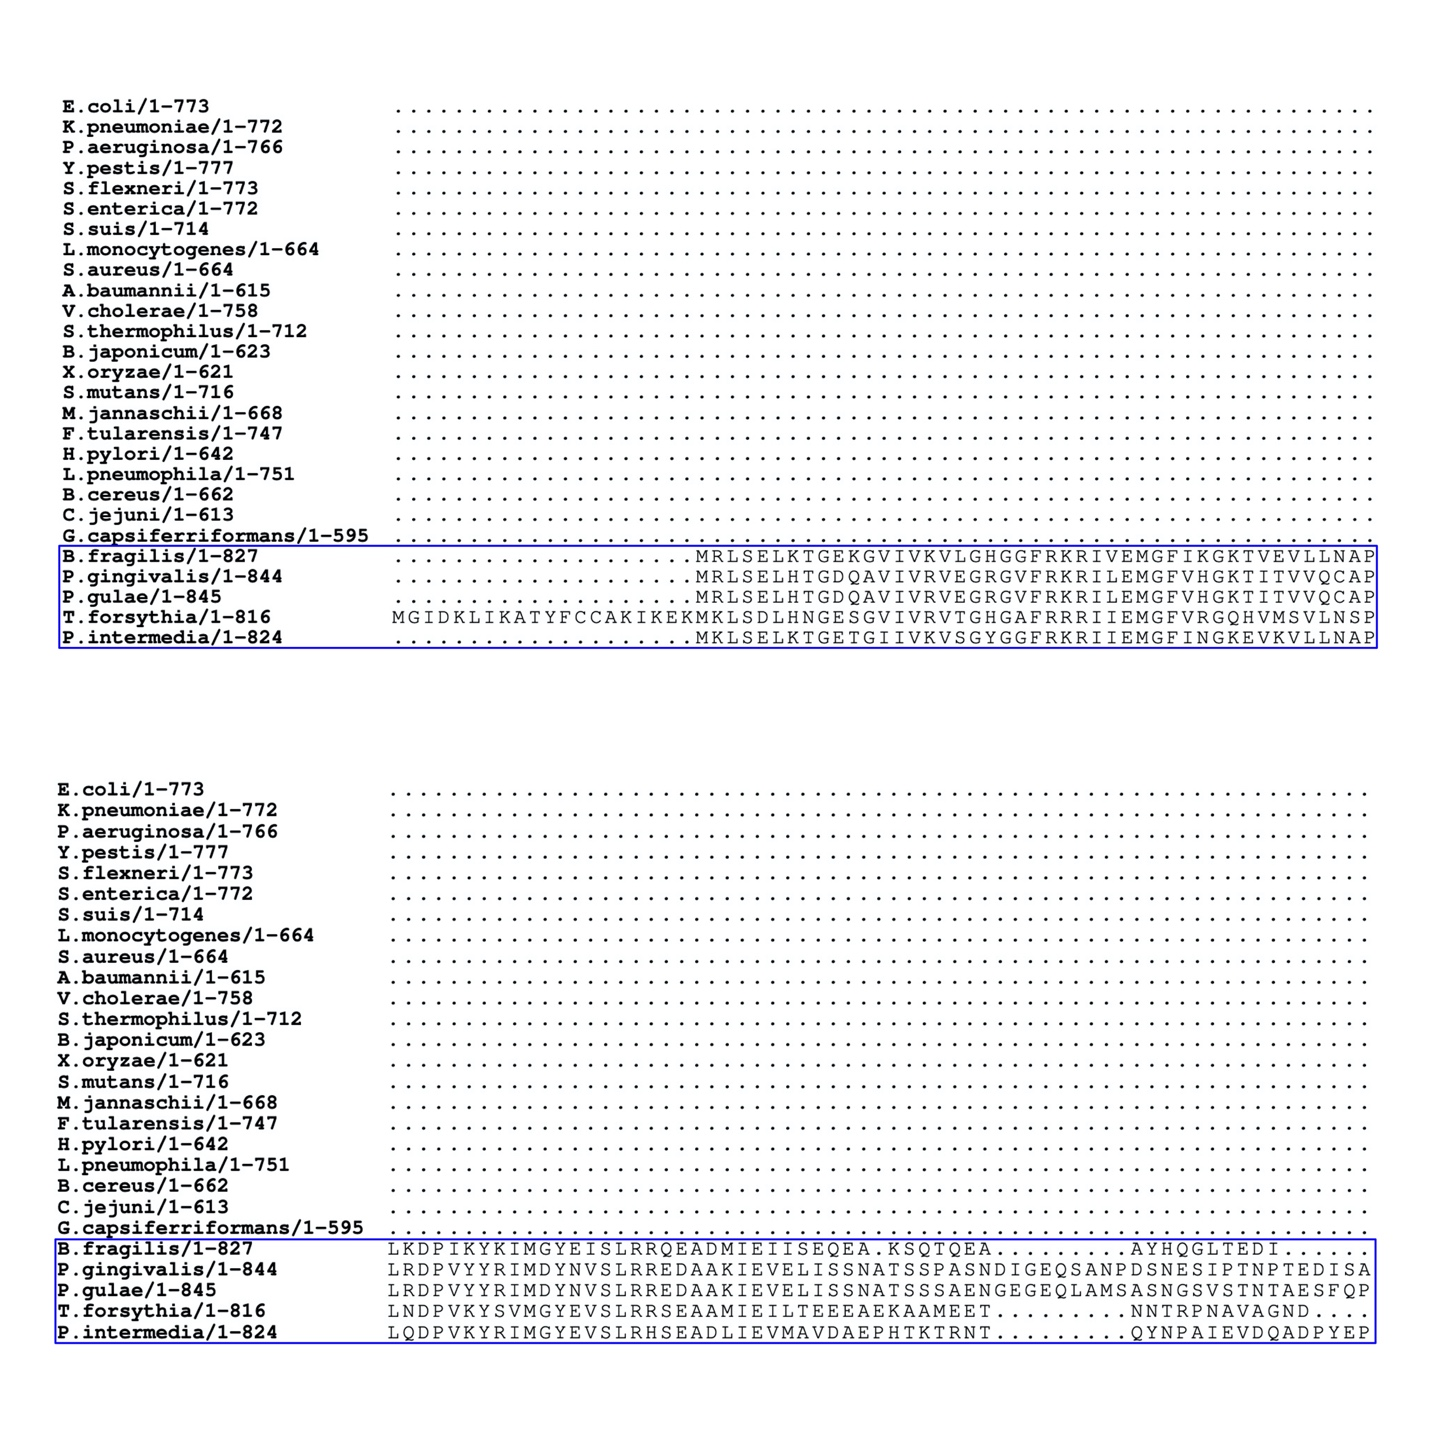 E.coli/1-773 .................................................................
K.pneumoniae/1-772 .................................................................
P.aeruginosa/1-766 .................................................................
Y.pestis/1-777 .................................................................
S.flexneri/1-773 .................................................................
S.enterica/1-772 .................................................................
S.suis/1-714 .................................................................
L.monocytogenes/1-664 .................................................................
S.aureus/1-664 .................................................................
A.baumannii/1-615 .................................................................
V.cholerae/1-758 .................................................................
S.thermophilus/1-712 .................................................................
B.japonicum/1-623 .................................................................
X.oryzae/1-621 .................................................................
S.mutans/1-716 .................................................................
M.jannaschii/1-668 .................................................................
F.tularensis/1-747 .................................................................
H.pylori/1-642 .................................................................
L.pneumophila/1-751 .................................................................
B.cereus/1-662 .................................................................
C.jejuni/1-613 .................................................................
G.capsiferriformans/1-595 .................................................................
B.fragilis/1-827 ....................MRLSELKTGEKGVIVKVLGHGGFRKRIVEMGFIKGKTVEVLLNAP
P.gingivalis/1-844 ....................MRLSELHTGDQAVIVRVEGRGVFRKRILEMGFVHGKTITVVQCAP
P.gulae/1-845 ....................MRLSELHTGDQAVIVRVEGRGVFRKRILEMGFVHGKTITVVQCAP
T.forsythia/1-816 MGIDKLIKATYFCCAKIKEKMKLSDLHNGESGVIVRVTGHGAFRRRIIEMGFVRGQHVMSVLNSP
P.intermedia/1-824 ....................MKLSELKTGETGIIVKVSGYGGFRKRIIEMGFINGKEVKVLLNAP
E.coli/1-773 .................................................................
K.pneumoniae/1-772 .................................................................
P.aeruginosa/1-766 .................................................................
Y.pestis/1-777 .................................................................
S.flexneri/1-773 .................................................................
S.enterica/1-772 .................................................................
S.suis/1-714 .................................................................
L.monocytogenes/1-664 .................................................................
S.aureus/1-664 .................................................................
A.baumannii/1-615 .................................................................
V.cholerae/1-758 .................................................................
S.thermophilus/1-712 .................................................................
B.japonicum/1-623 .................................................................
X.oryzae/1-621 .................................................................
S.mutans/1-716 .................................................................
M.jannaschii/1-668 .................................................................
F.tularensis/1-747 .................................................................
H.pylori/1-642 .................................................................
L.pneumophila/1-751 .................................................................
B.cereus/1-662 .................................................................
C.jejuni/1-613 .................................................................
G.capsiferriformans/1-595 .................................................................
B.fragilis/1-827 LKDPIKYKIMGYEISLRRQEADMIEIISEQEA.KSQTQEA.........AYHQGLTEDI......
P.gingivalis/1-844 LRDPVYYRIMDYNVSLRREDAAKIEVELISSNATSSPASNDIGEQSANPDSNESIPTNPTEDISA
P.gulae/1-845 LRDPVYYRIMDYNVSLRREDAAKIEVELISSNATSSSAENGEGEQLAMSASNGSVSTNTAESFQP
T.forsythia/1-816 LNDPVKYSVMGYEVSLRRSEAAMIEILTEEEAEKAAMEET.........NNTRPNAVAGND....
P.intermedia/1-824 LQDPVKYRIMGYEVSLRHSEADLIEVMAVDAEPHTKTRNT.........QYNPAIEVDQADPYEP